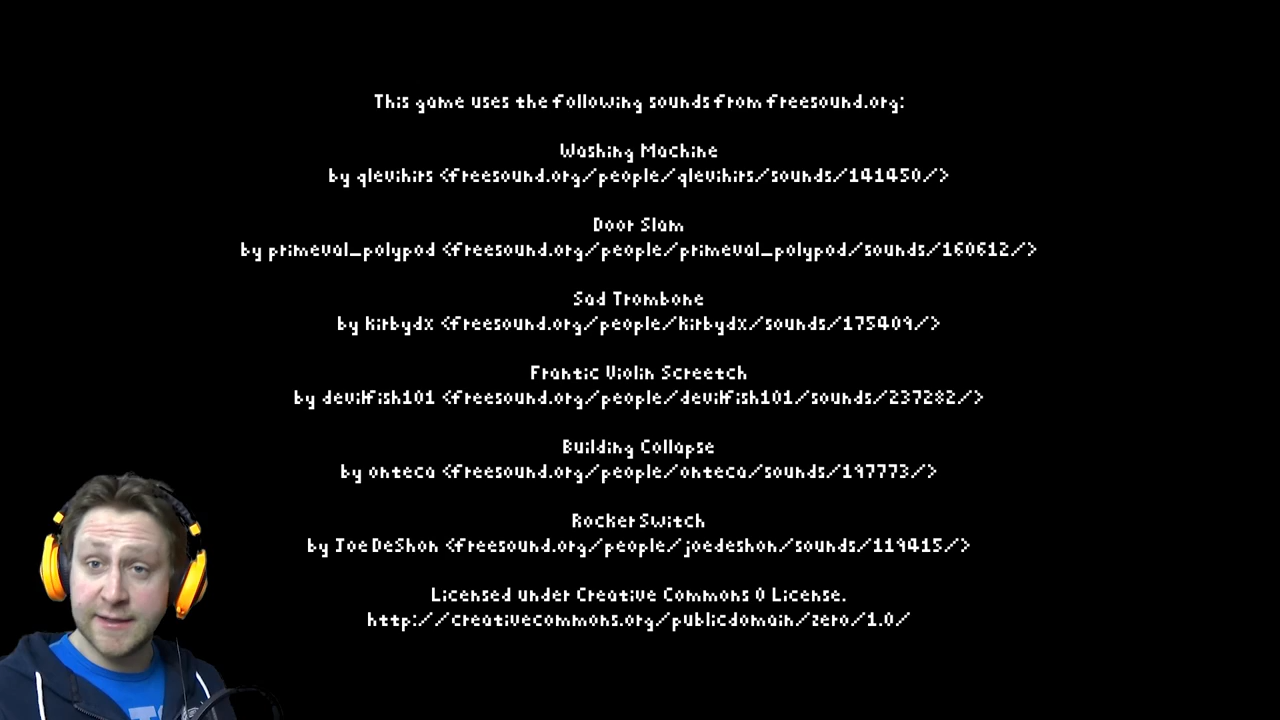 This game uses the following sounds from freesound.org:
Washing Machine
by qlevihirs <freesound.org/people/qlevihirs/sounds/141450/>
Door Slam
by primeval_polypod <freesound.org/people/primeval_polypod/sounds/160612/>
Sad Trombone
by kirbydx <freesound.org/people/kirbydx/sounds/175409/>
Frantic Violin Screetch
by devilfish101 <freesound.org/people/devilfish101/sounds/237282/>
Building Collapse
by onteca <freesound.org/people/onteca/sounds/197773/>
Rocker Switch
by JoeDeShon <freesound.org/people/joedeshon/sounds/119415/>
Licensed under Creative Commons 0 License.
http://creativecommons.org/publicdomain/zero/1.0/